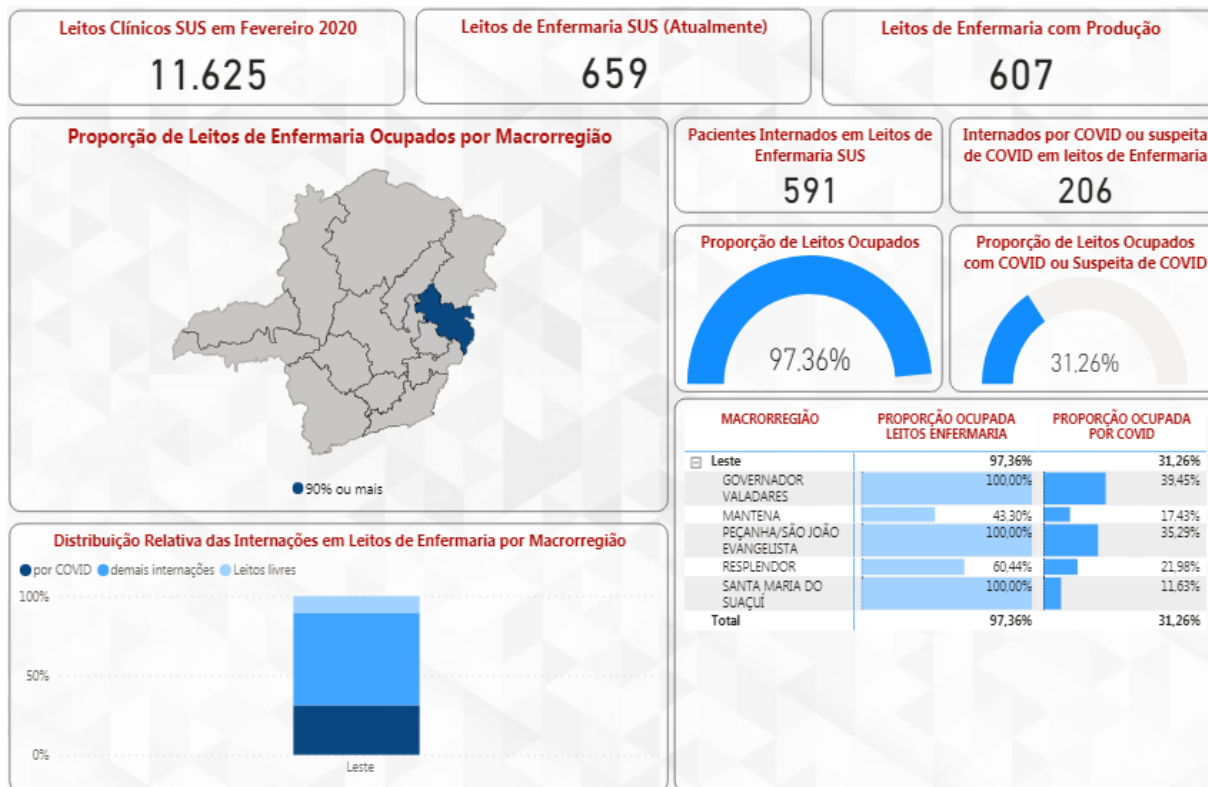 Leitos Clínicos SUS em Fevereiro 2020
11.625
Leitos de Enfermaria SUS (Atualmente)
659
Leitos de Enfermaria com Produção
607
Proporção de Leitos de Enfermaria Ocupados por Macrorregião
90% ou mais
Pacientes Internados em Leitos de
Enfermaria SUS
591
Internados por COVID ou suspeita
de COVID em leitos de Enfermaria
206
Proporção de Leitos Ocupados
97,36%
Proporção de Leitos Ocupados
com COVID ou Suspeita de COVID
31,26%
Distribuição Relativa das Internações em Leitos de Enfermaria por Macrorregião
por COVID demais internações Leitos livres
100%
50%
0%
Leste
MACRORREGIÃO PROPORÇÃO OCUPADA PROPORÇÃO OCUPADA
LEITOS ENFERMARIA POR COVID
Leste 97,36% 31,26%
GOVERNADOR 100,00% 39,45%
VALADARES
MANTENA 43,30% 17,43%
PEÇANHA/SÃO JOÃO 100,00% 35,29%
EVANGELISTA
RESPLENDOR 60,44% 21,98%
SANTA MARIA DO 100,00% 11,63%
SUAÇUÍ
Total 97,36% 31,26%